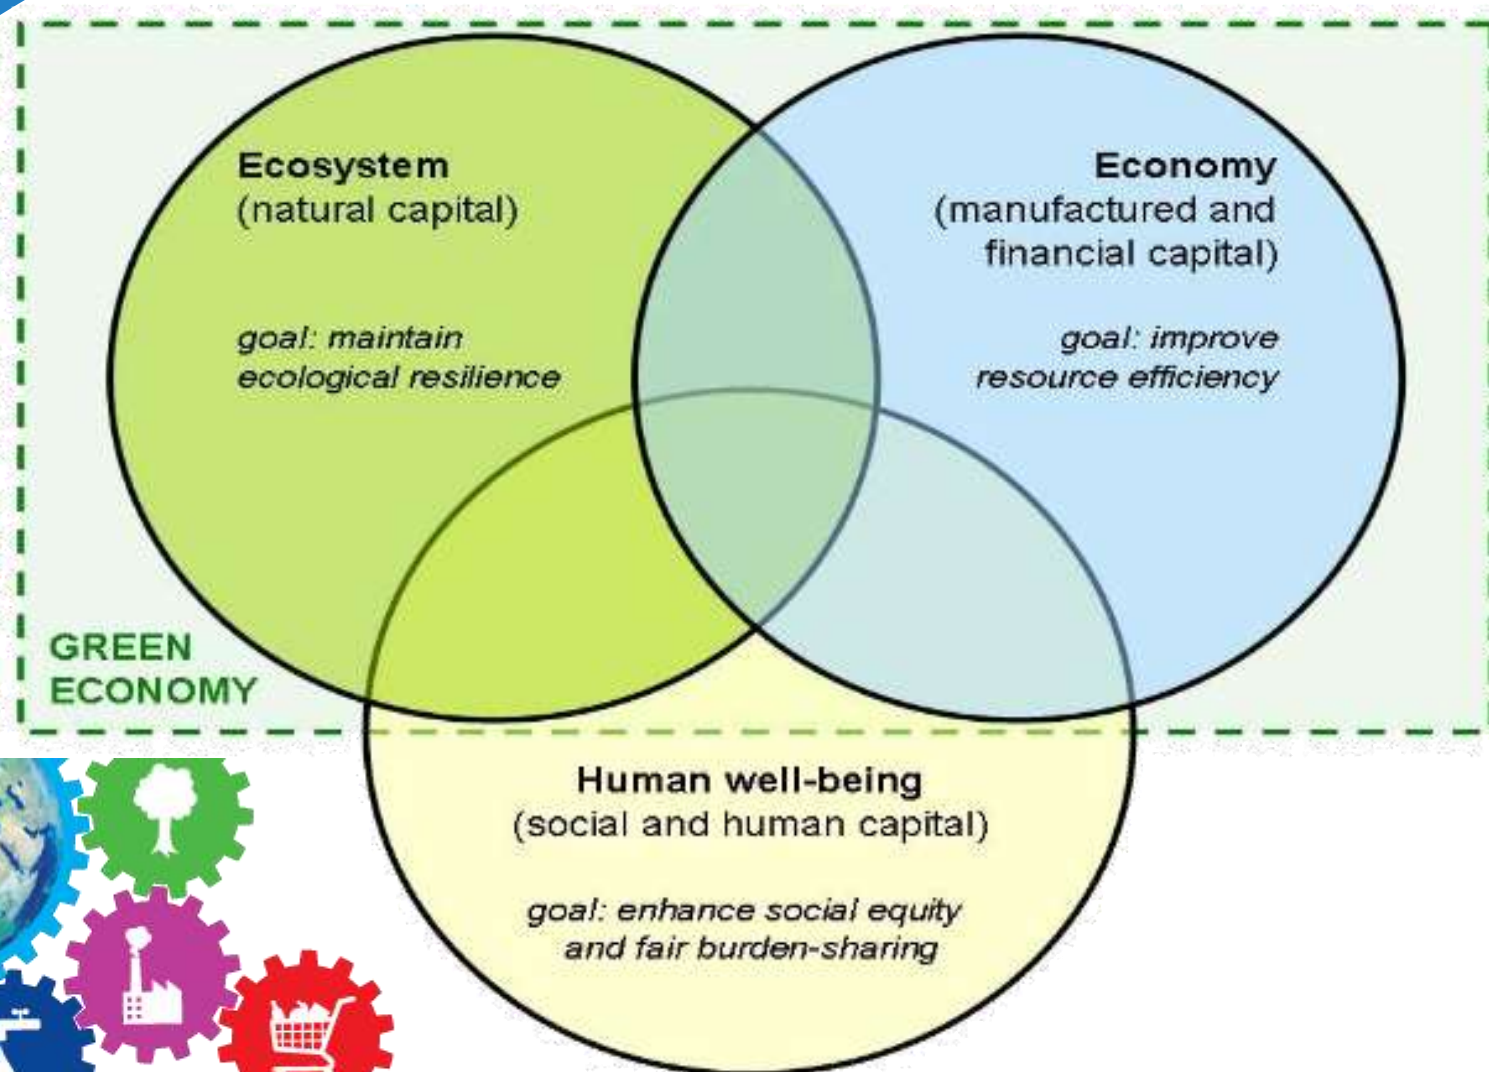 Ecosystem
(natural capital)
goal: maintain
ecological resilience
Economy
(manufactured and
financial capital)
goal: improve
resource efficiency
GREEN
ECONOMY
Human well-being
(social and human capital)
goal: enhance social equity
and fair burden-sharing